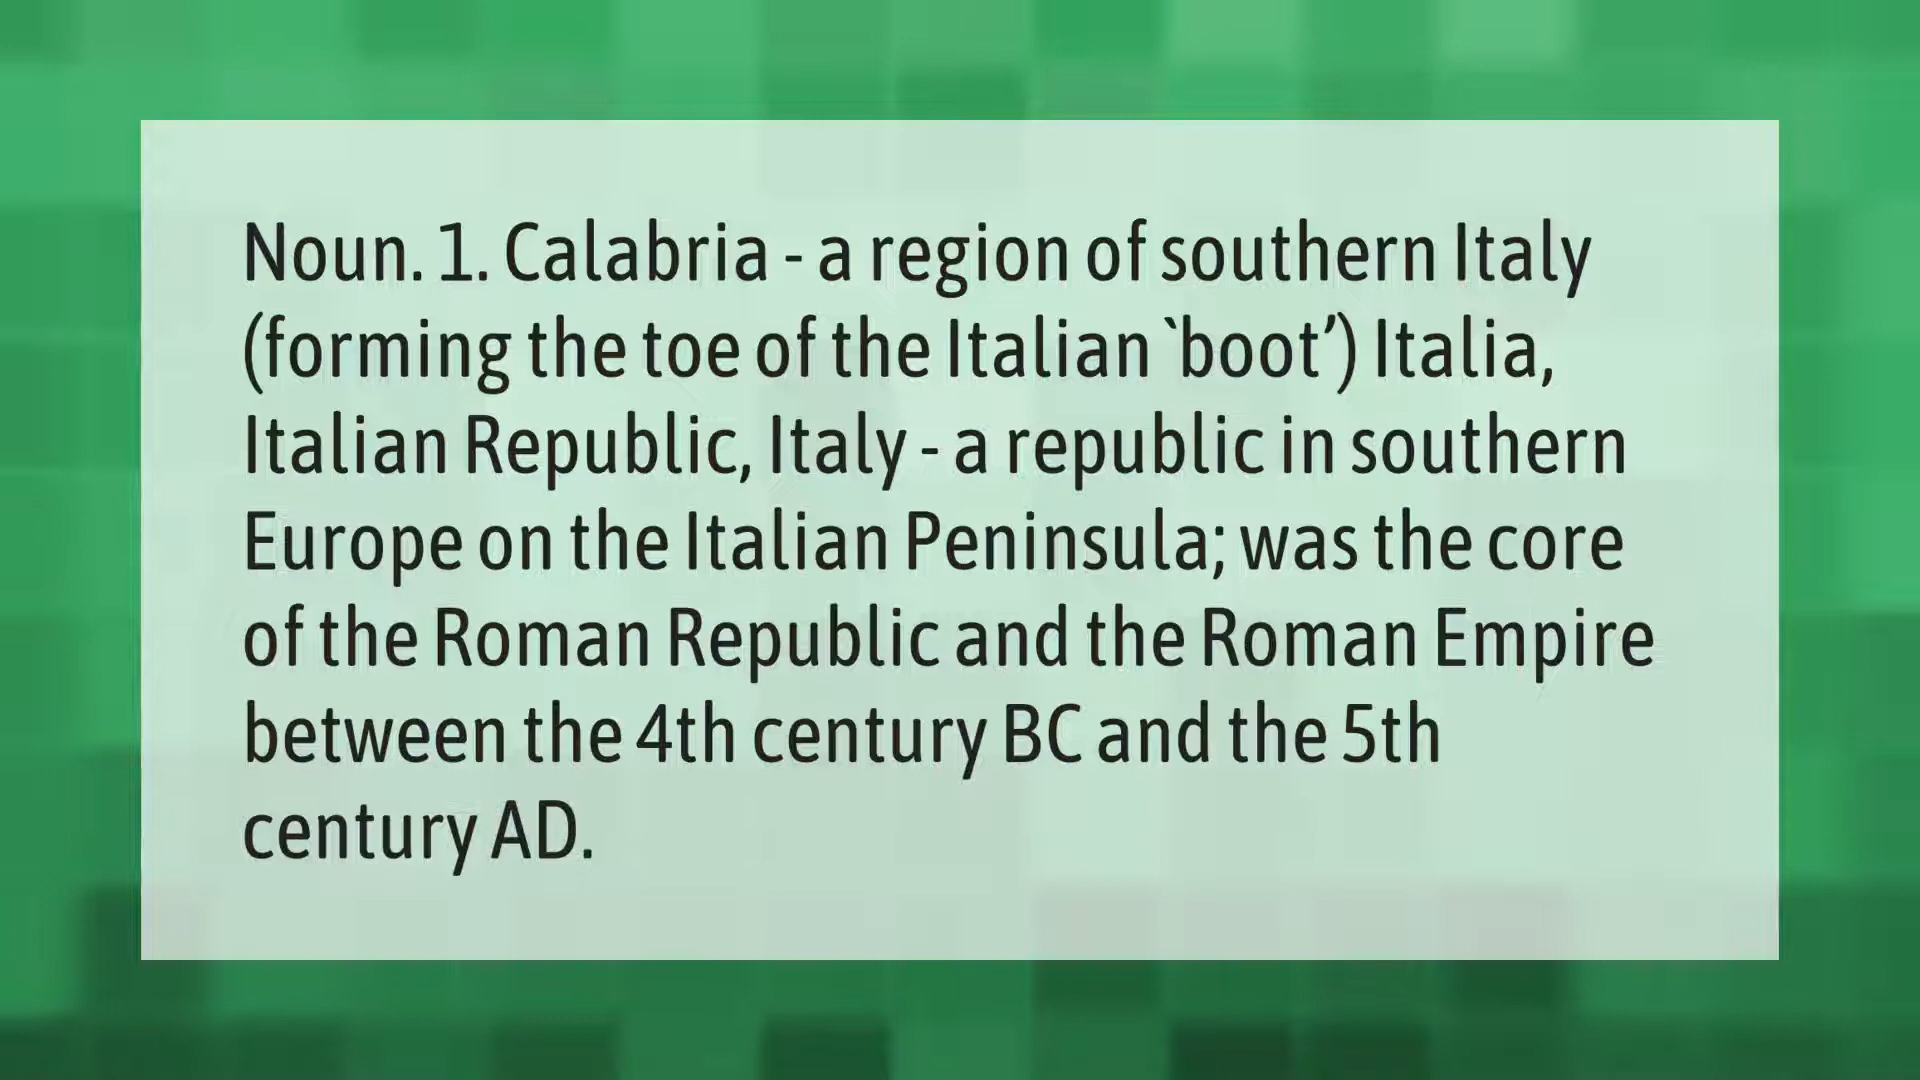 Noun. 1. Calabria - a region of southern Italy
(forming the toe of the Italian `boot’) Italia,
Italian Republic, Italy - a republic in southern
Europe on the Italian Peninsula; was the core
of the Roman Republic and the Roman Empire
between the 4th century BC and the 5th
century AD.